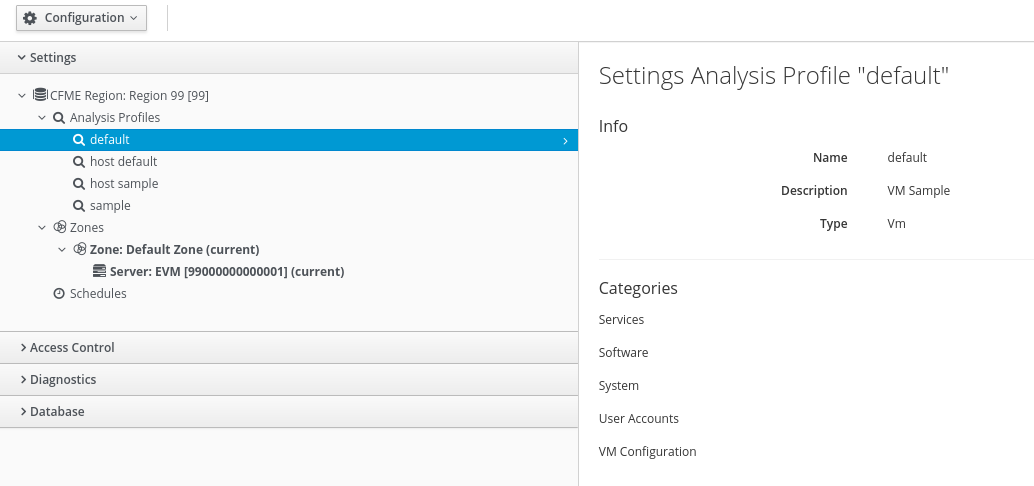 Configuration
Settings
CFME Region: Region 99 [99]
Analysis Profiles
default
host default
host sample
sample
Zones
Zone: Default Zone (current)
Server: EVM [99000000000001] (current)
Schedules
Access Control
Diagnostics
Database
Settings Analysis Profile "default"
Info
Name default
Description VM Sample
Type Vm
Categories
Services
Software
System
User Accounts
VM Configuration